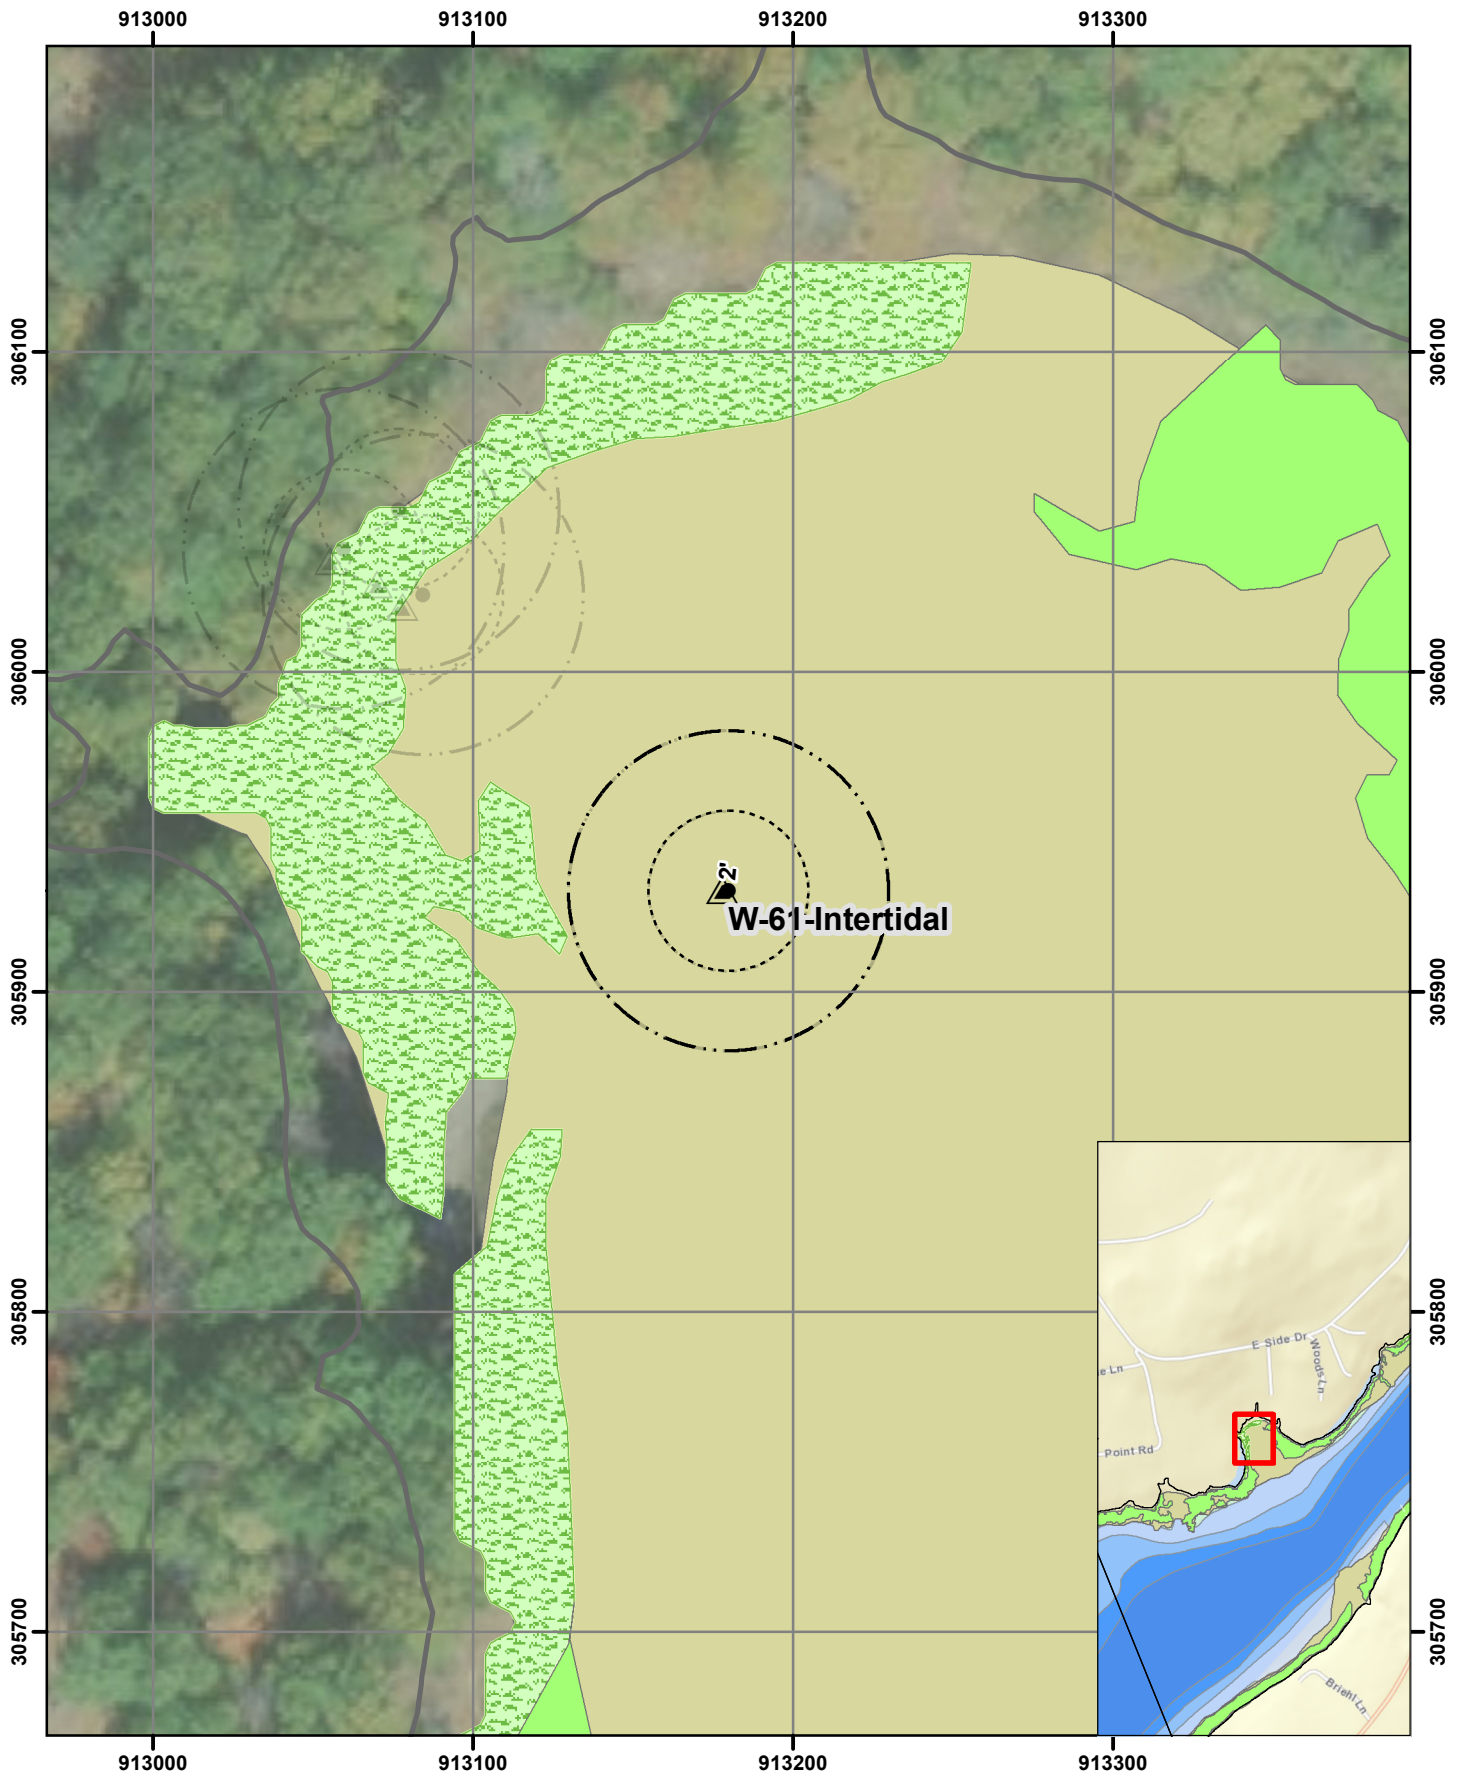 913000 913100 913200 913300
306100 306100
306000 306000
2'
W-61-Intertidal
305900 305900
305800 305800
E Side Dr
Woods Ln
e Ln
Point Rd
305700 305700
Briehl Ln
913000 913100 913200 913300